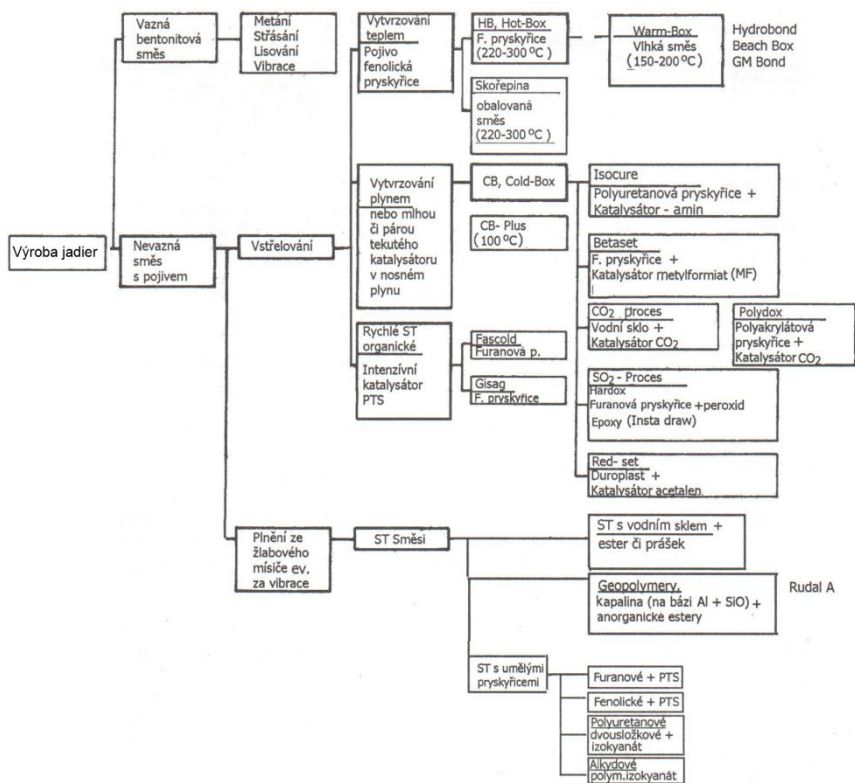 Vazná
bentonitová
směs
Metání
Střásání
Lisování
Vibrace
Vytvrzování
teplem
Pojivo
fenolická
pryskyřice
HB, Hot-Box
F. pryskyřice
(220-300 °C)
Warm-Box
Vlhká směs
(150-200 °C)
Hydrobond
Beach Box
GM Bond
Skořepina
obalovaná
směs
(220-300 °C)
Výroba jadier
Nevazná
směs
s pojivem
Vstřelování
Vytvrzování
plynem
nebo mlhou
či párou
tekutého
katalysátoru
v nosném
plynu
CB, Cold-Box
CB- Plus
(100 °C)
Isocure
Polyuretanová pryskyřice +
Katalysátor - amin
Betaset
F. pryskyřice +
Katalysátor metylformiat (MF)
CO2 proces
Vodní sklo +
Katalysátor CO2
Polydox
Polyakrylátová
pryskyřice +
Katalysátor CO2
Rychlé ST
organické
Intenzívní
katalysátor
PTS
Fascold
Furanová p.
Gisag
F. pryskyřice
SO2 - Proces
Hardox
Furanová pryskyřice +peroxid
Epoxy (Insta draw)
Red- set
Duroplast +
Katalysátor acetalen
Plnění ze
žlabového
mísiče ev.
za vibrace
ST Směsi
ST s vodním sklem +
ester či prášek
Geopolymery,
kapalina (na bázi Al + SiO) +
anorganické estery
Rudal A
ST s umělými
pryskyřicemi
Furanové + PTS
Fenolické + PTS
Polyuretanové
dvousložkové +
izokyanát
Alkydové
polym.izokyanát